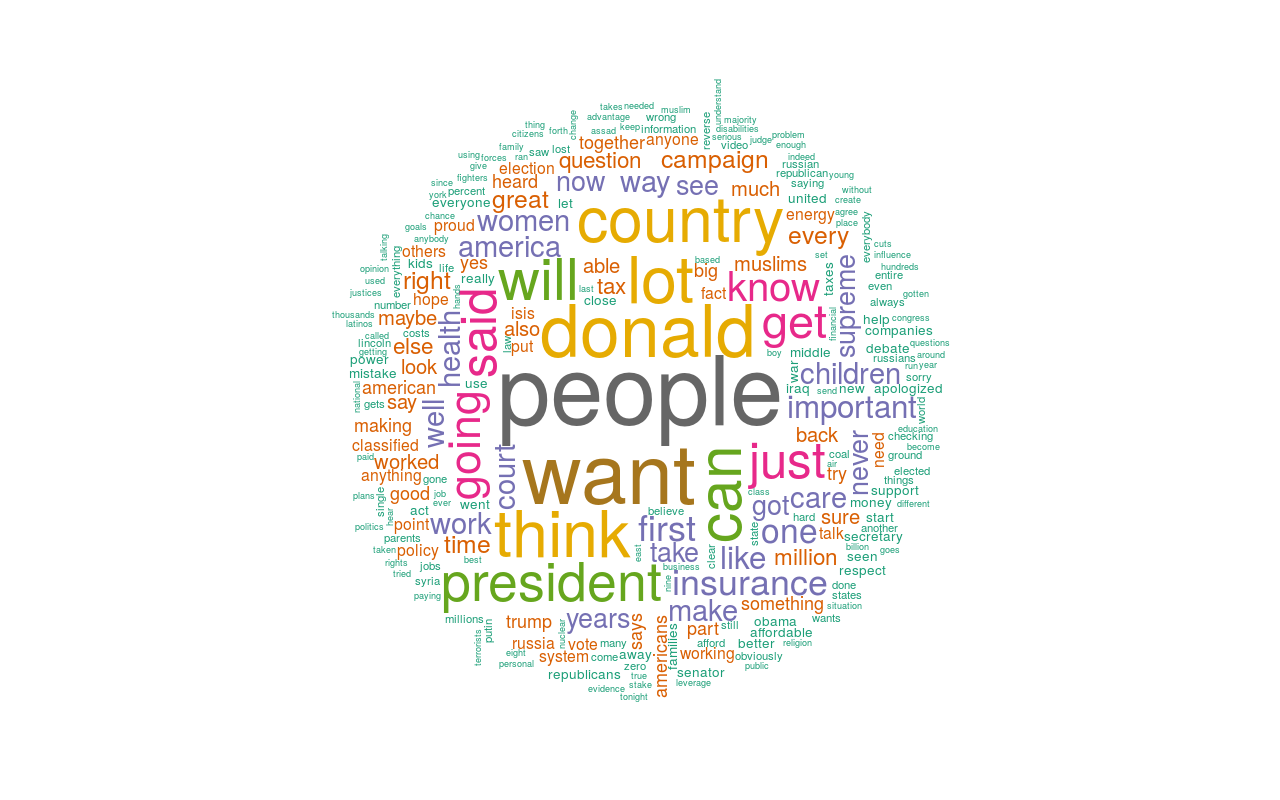 understand
takes needed muslim
advantage wrong majority
thing change assad keep information reverse disabilities
citizens forth together anyone serious judge problem
family lost video enough
using forces ran saw question campaign indeed
give election russian
fighters heard now way see much republican young
since saying without
york percent great united create
everyone let women country energy agree
chance proud place
goals america every everybody
anybody cuts
talking others yes will able lot based big muslims set influence
opinion everything kids life hundreds
used right really tax know taxes entire
justices hope hands last fact supreme even
number close gotten
thousands maybe health said isis donald get financial always
latinos also help congress
called costs law put companies
lincoln else questions
getting boy middle debate around
power look people war children russians run year
mistake use iraq send new sorry
national american apologized
gets say important world
making well going education
classified court back never need checking
become
paid worked want can just coal ground
anything gone air try elected
plans single good job class got care things
ever support
hear act went money different
politics point work think first believe hard sure start
parents state one talk another
taken policy time east take clear like million secretary
rights best billion goes
tried jobs business seen
syria president nine insurance respect
paying done
make something states
millions years situation
trump says part still obama wants
terrorists putin nuclear americans families affordable
russia vote many afford better religion
eight system come away working obviously
personal zero public
republicans true senator
evidence stake leverage
tonight